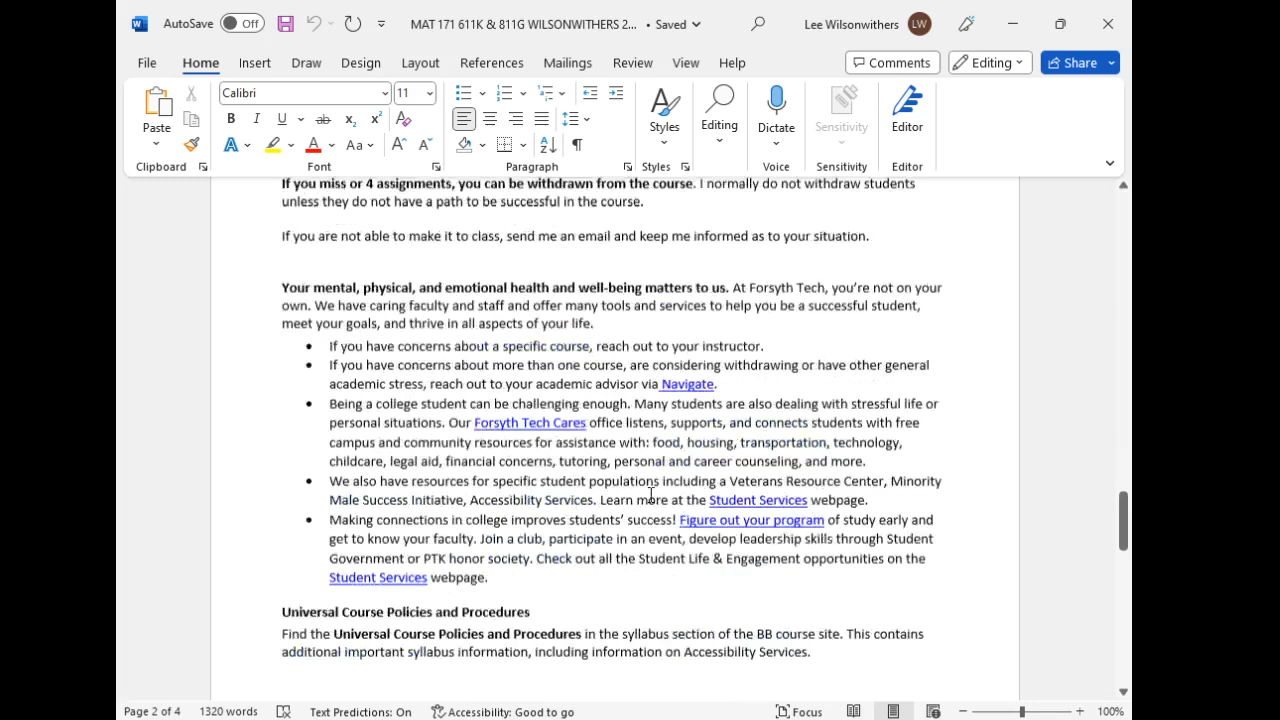 AutoSave Off MAT 171 611K & 811G WILSONWITHERS 2... • Saved Lee Wilsonwithers LW
File Home Insert Draw Design Layout References Mailings Review View Help Comments Editing Share
Calibri 11
Paste Styles Editing Dictate Sensitivity Editor
B I U ab x₂ x² A
A A Aa A A A Z ¶
Clipboard Font Paragraph Styles Voice Sensitivity Editor
If you miss or 4 assignments, you can be withdrawn from the course. I normally do not withdraw students
unless they do not have a path to be successful in the course.
If you are not able to make it to class, send me an email and keep me informed as to your situation.
Your mental, physical, and emotional health and well-being matters to us. At Forsyth Tech, you're not on your
own. We have caring faculty and staff and offer many tools and services to help you be a successful student,
meet your goals, and thrive in all aspects of your life.
• If you have concerns about a specific course, reach out to your instructor.
• If you have concerns about more than one course, are considering withdrawing or have other general
academic stress, reach out to your academic advisor via Navigate.
• Being a college student can be challenging enough. Many students are also dealing with stressful life or
personal situations. Our Forsyth Tech Cares office listens, supports, and connects students with free
campus and community resources for assistance with: food, housing, transportation, technology,
childcare, legal aid, financial concerns, tutoring, personal and career counseling, and more.
• We also have resources for specific student populations including a Veterans Resource Center, Minority
Male Success Initiative, Accessibility Services. Learn more at the Student Services webpage.
• Making connections in college improves students' success! Figure out your program of study early and
get to know your faculty. Join a club, participate in an event, develop leadership skills through Student
Government or PTK honor society. Check out all the Student Life & Engagement opportunities on the
Student Services webpage.
Universal Course Policies and Procedures
Find the Universal Course Policies and Procedures in the syllabus section of the BB course site. This contains
additional important syllabus information, including information on Accessibility Services.
Page 2 of 4 1320 words Text Predictions: On Accessibility: Good to go Focus 100%